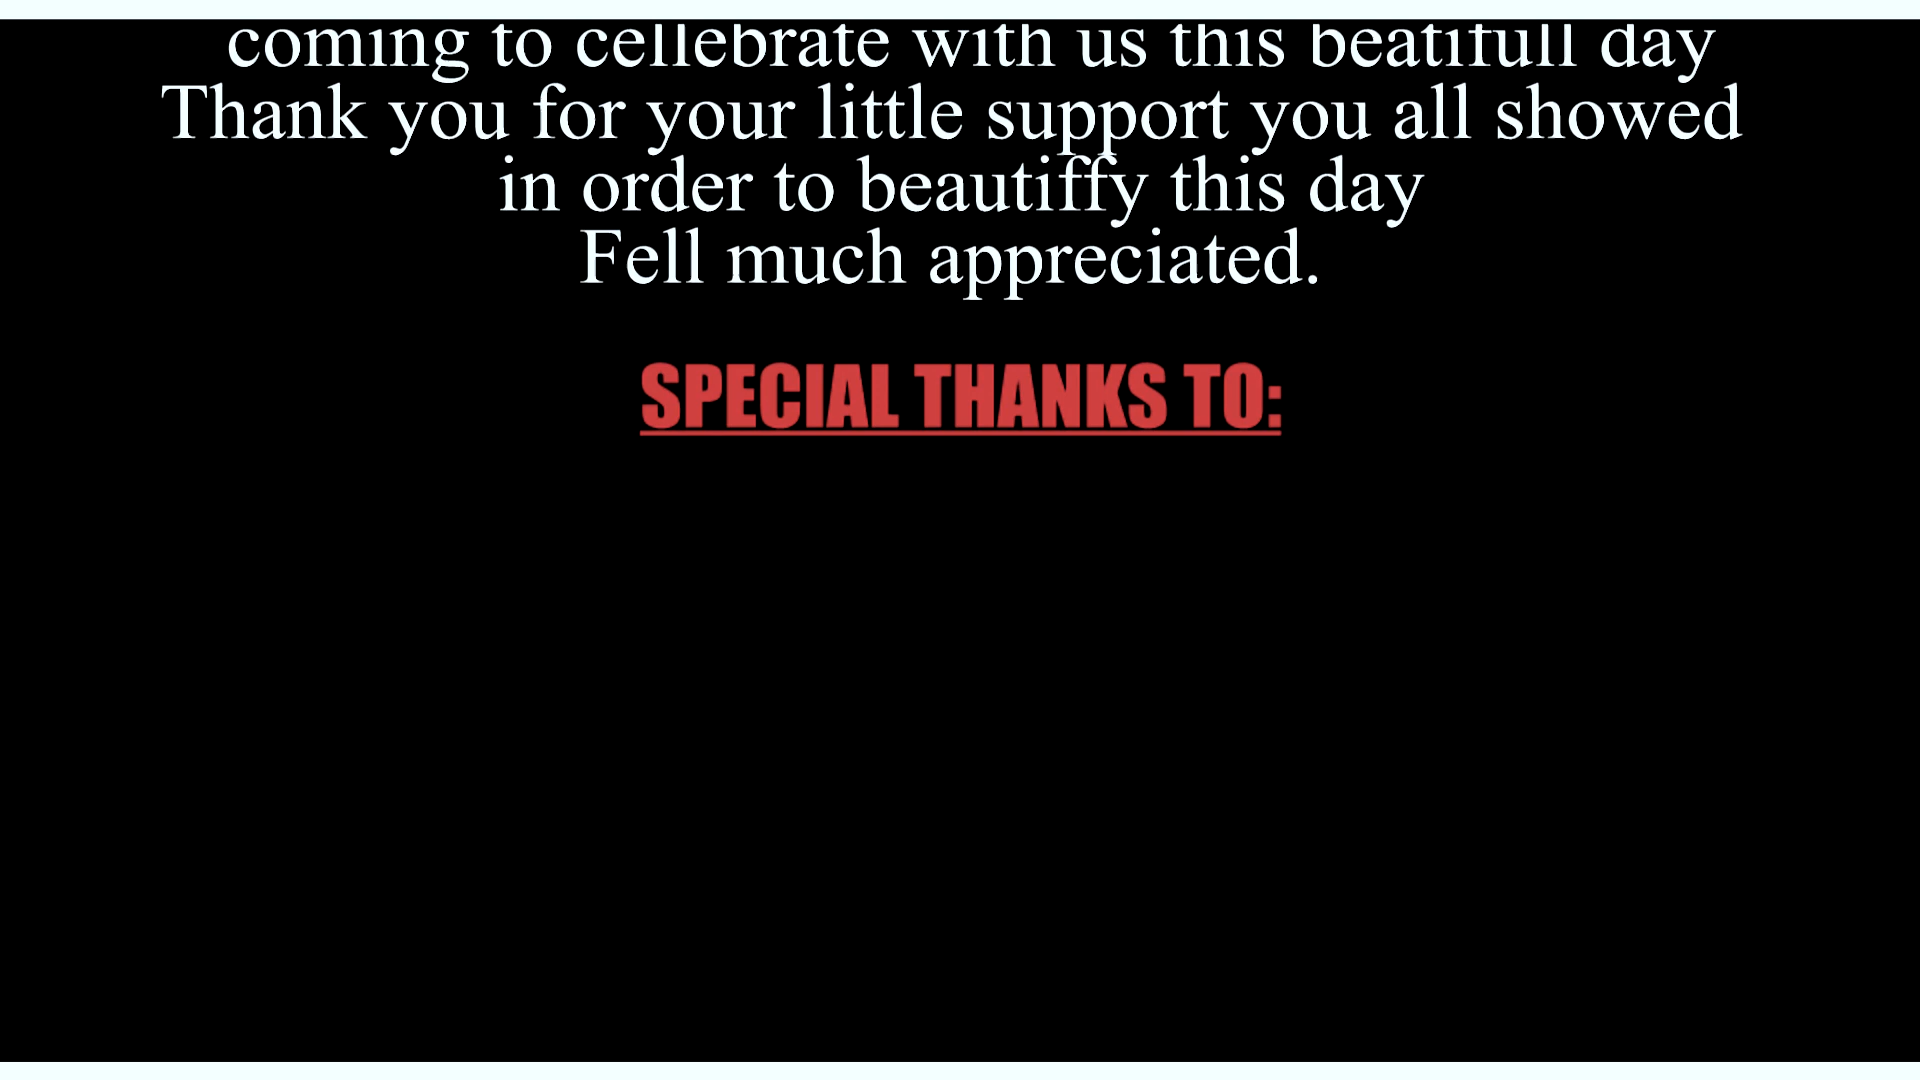 coming to cellebrate with us this beatifull day
Thank you for your little support you all showed
in order to beautiffy this day
Fell much appreciated.
SPECIAL THANKS TO: